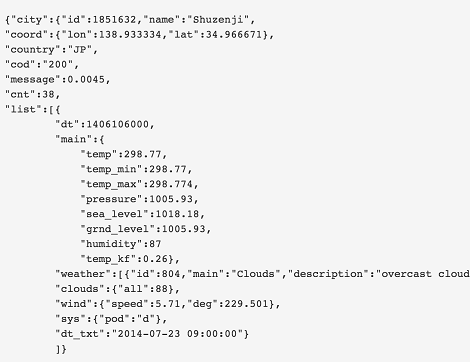 {"city":{"id":1851632,"name":"Shuzenji",
"coord":{"lon":138.933334,"lat":34.966671},
"country":"JP",
"cod":"200",
"message":0.0045,
"cnt":38,
"list":[{
"dt":1406106000,
"main":{
"temp":298.77,
"temp_min":298.77,
"temp_max":298.774,
"pressure":1005.93,
"sea_level":1018.18,
"grnd_level":1005.93,
"humidity":87
"temp_kf":0.26},
"weather":[{"id":804,"main":"Clouds","description":"overcast cloud
"clouds":{"all":88},
"wind":{"speed":5.71,"deg":229.501},
"sys":{"pod":"d"},
"dt_txt":"2014-07-23 09:00:00"}
]}